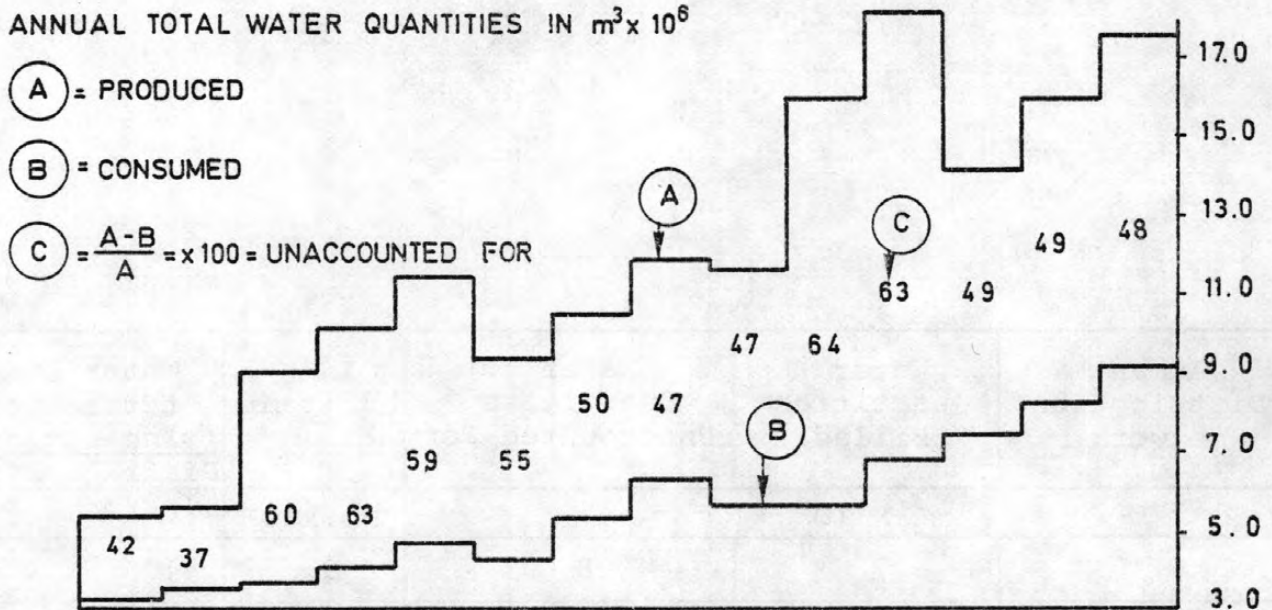 ANNUAL TOTAL WATER QUANTITIES IN m³ x 10⁶
A = PRODUCED
B = CONSUMED
C = A-B/A = x 100 = UNACCOUNTED FOR
17.0
15.0
A
13.0
C
48
49
63 49
11.0
47 64
9.0
50 47
B
7.0
59 55
60 63
5.0
42 37
3.0